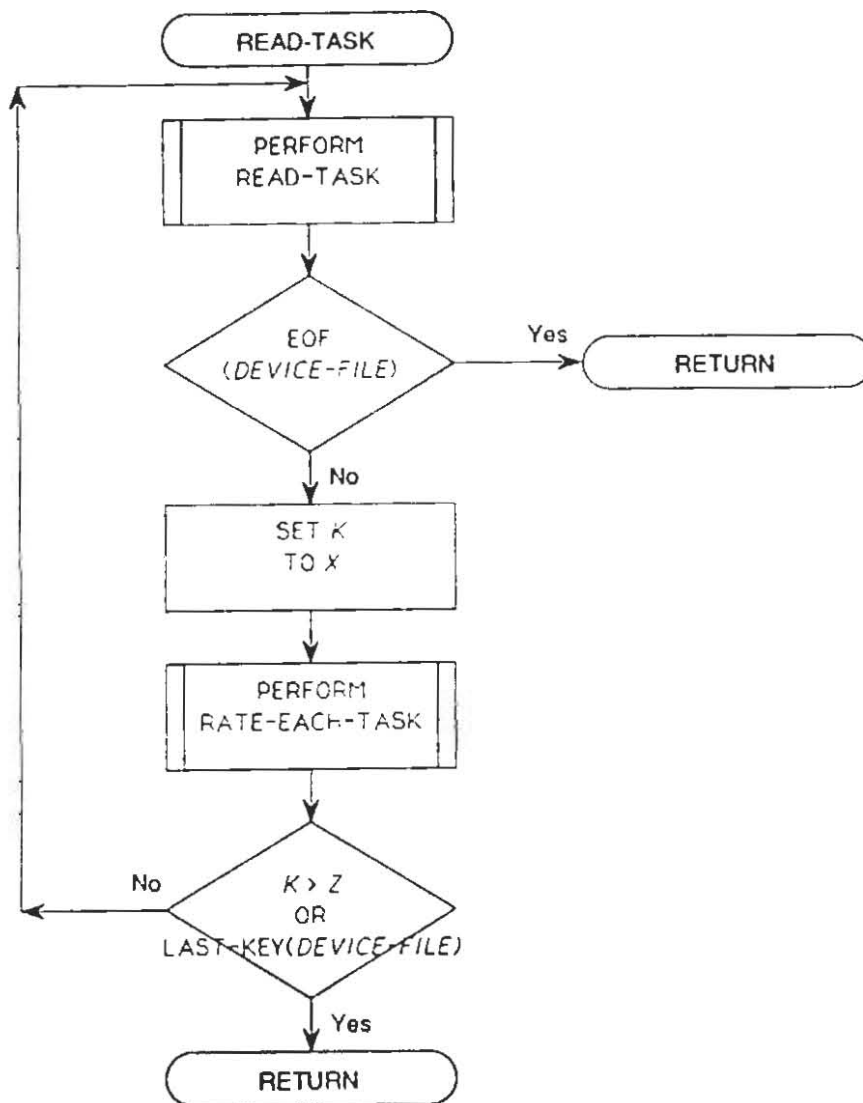 READ-TASK
PERFORM
READ-TASK
EOF
(DEVICE-FILE)
Yes
RETURN
No
SET K
TO X
PERFORM
RATE-EACH-TASK
No
K > Z
OR
LAST-KEY(DEVICE-FILE)
Yes
RETURN